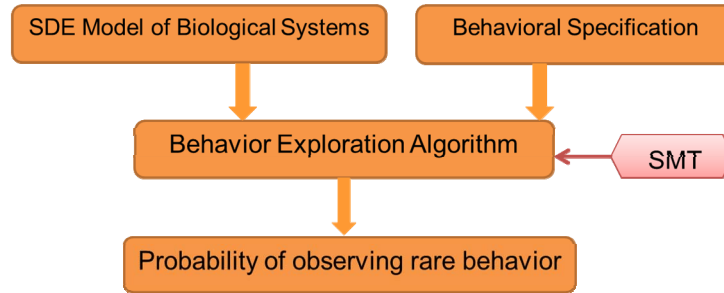 SDE Model of Biological Systems
Behavioral Specification
Behavior Exploration Algorithm
SMT
Probability of observing rare behavior